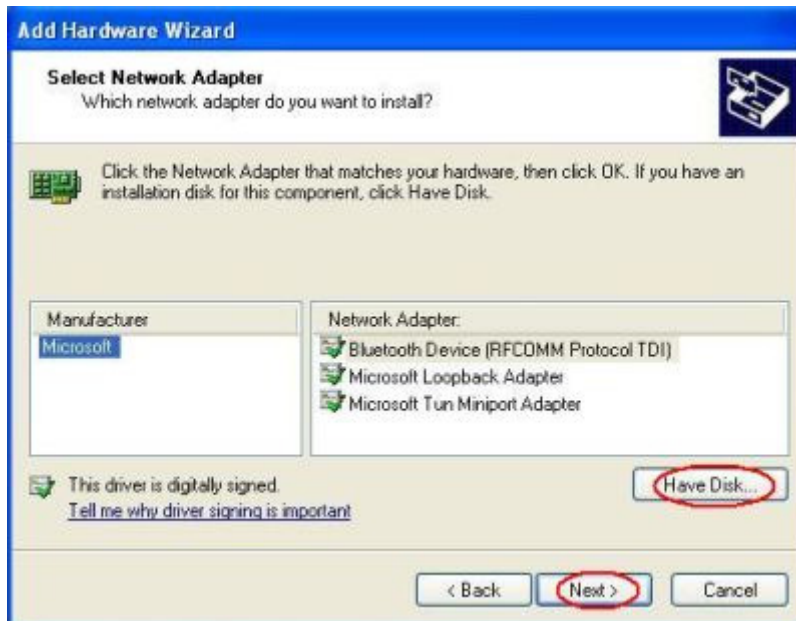 Add Hardware Wizard
Select Network Adapter
Which network adapter do you want to install?
Click the Network Adapter that matches your hardware, then click OK. If you have an
installation disk for this component, click Have Disk.
Manufacturer
Microsoft
Network Adapter:
Bluetooth Device (RFCOMM Protocol TDI)
Microsoft Loopback Adapter
Microsoft Tun Miniport Adapter
This driver is digitally signed.
Tell me why driver signing is important
Have Disk...
< Back
Next >
Cancel